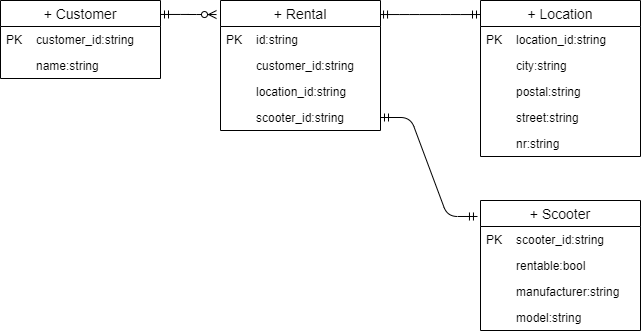 + Customer
PK customer_id:string
name:string
+ Rental
PK id:string
customer_id:string
location_id:string
scooter_id:string
+ Location
PK location_id:string
city:string
postal:string
street:string
nr:string
+ Scooter
PK scooter_id:string
rentable:bool
manufacturer:string
model:string